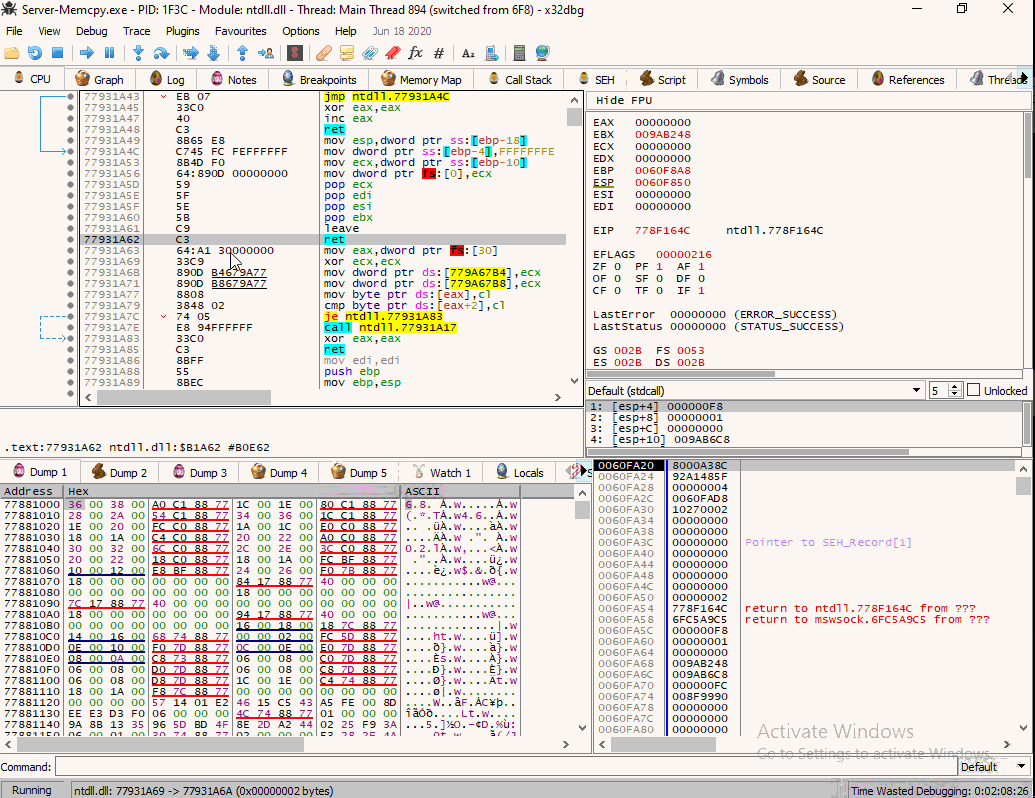 Server-Memcpy.exe - PID: 1F3C - Module: ntdll.dll - Thread: Main Thread 894 (switched from 6F8) - x32dbg
File View Debug Trace Plugins Favourites Options Help Jun 18 2020
CPU Graph Log Notes Breakpoints Memory Map Call Stack SEH Script Symbols Source References Threads
77931A43 EB 07 jmp ntdll.77931A4C
77931A45 33C0 xor eax,eax
77931A47 40 inc eax
77931A48 C3 ret
77931A49 8B65 E8 mov esp,dword ptr ss:[ebp-18]
77931A4C C745 FC FEFFFFFF mov dword ptr ss:[ebp-4],FFFFFFFE
77931A53 8B4D F0 mov ecx,dword ptr ss:[ebp-10]
77931A56 64:890D 00000000 mov dword ptr fs:[0],ecx
77931A5D 59 pop ecx
77931A5E 5F pop edi
77931A5F 5E pop esi
77931A60 5B pop ebx
77931A61 C9 leave
77931A62 C3 ret
77931A63 64:A1 30000000 mov eax,dword ptr fs:[30]
77931A69 33C9 xor ecx,ecx
77931A6B 890D B4679A77 mov dword ptr ds:[779A67B4],ecx
77931A71 890D B8679A77 mov dword ptr ds:[779A67B8],ecx
77931A77 8808 mov byte ptr ds:[eax],cl
77931A79 3848 02 cmp byte ptr ds:[eax+2],cl
77931A7C 74 05 je ntdll.77931A83
77931A7E E8 94FFFFFF call ntdll.77931A17
77931A83 33C0 xor eax,eax
77931A85 C3 ret
77931A86 8BFF mov edi,edi
77931A88 55 push ebp
77931A89 8BEC mov ebp,esp
.text:77931A62 ntdll.dll:$B1A62 #B0E62
Hide FPU
EAX 00000000
EBX 009AB248
ECX 00000000
EDX 00000000
EBP 0060F8A8
ESP 0060F850
ESI 00000000
EDI 00000000
EIP 778F164C ntdll.778F164C
EFLAGS 00000216
ZF 0 PF 1 AF 1
OF 0 SF 0 DF 0
CF 0 TF 0 IF 1
LastError 00000000 (ERROR_SUCCESS)
LastStatus 00000000 (STATUS_SUCCESS)
GS 002B FS 0053
ES 002B DS 002B
Default (stdcall) 5 Unlocked
1: [esp+4] 000000F8
2: [esp+8] 00000001
3: [esp+C] 00000000
4: [esp+10] 009AB6C8
Dump 1 Dump 2 Dump 3 Dump 4 Dump 5 Watch 1 Locals
Address Hex ASCII
77881000 36 00 38 00 A0 C1 88 77 1C 00 1E 00 80 C1 88 77
77881010 28 00 2A 00 54 C1 88 77 34 00 36 00 1C C1 88 77
77881020 1E 00 20 00 FC C0 88 77 1A 00 1C 00 E0 C0 88 77
77881030 18 00 1A 00 C4 C0 88 77 20 00 22 00 A0 C0 88 77
77881040 30 00 32 00 6C C0 88 77 2C 00 2E 00 3C C0 88 77
77881050 20 00 22 00 18 C0 88 77 18 00 1A 00 FC BF 88 77
77881060 10 00 12 00 E8 BF 88 77 24 00 26 00 F0 7B 88 77
77881070 18 00 00 00 00 00 00 00 84 17 88 77 40 00 00 00
77881080 00 00 00 00 00 00 00 00 18 00 00 00 00 00 00 00
77881090 7C 17 88 77 40 00 00 00 00 00 00 00 00 00 00 00
778810A0 18 00 00 00 00 00 00 00 94 17 88 77 40 00 00 00
778810B0 00 00 00 00 00 00 00 00 16 00 18 00 18 7C 88 77
778810C0 14 00 16 00 68 74 88 77 00 00 02 00 FC 5D 88 77
778810D0 0E 00 10 00 F0 7D 88 77 0C 00 0E 00 E0 7D 88 77
778810E0 08 00 0A 00 C8 73 88 77 06 00 08 00 C0 7D 88 77
778810F0 06 00 08 00 D0 7D 88 77 06 00 08 00 C8 7D 88 77
77881100 06 00 08 00 D8 7D 88 77 1C 00 1E 00 C4 74 88 77
77881110 18 00 1A 00 F8 7C 88 77 00 00 00 00 00 00 00 00
77881120 00 00 00 00 57 14 01 E2 46 15 C5 43 A5 FE 00 8D
77881130 EE E3 D3 F0 06 00 00 00 4C 74 88 77 01 00 00 00
77881140 9A 8B 13 35 96 5D BD 4F 8E 2D A2 44 02 25 F9 3A
0060FA20 8000A38C
0060FA24 92A1485F
0060FA28 00000004
0060FA2C 0060FAD8
0060FA30 10270002
0060FA34 00000000
0060FA38 00000000
0060FA3C 00000000 Pointer to SEH_Record[1]
0060FA40 00000000
0060FA44 00000000
0060FA48 00000000
0060FA4C 00000000
0060FA50 00000002
0060FA54 778F164C return to ntdll.778F164C from ???
0060FA58 6FC5A9C5 return to mswsock.6FC5A9C5 from ???
0060FA5C 000000F8
0060FA60 00000001
0060FA64 00000000
0060FA68 009AB248
0060FA6C 009AB6C8
0060FA70 00000FC
0060FA74 008F9990
0060FA78 00000000
0060FA7C 00000000
0060FA80 00000000
Activate Windows
Go to Settings to activate Windows.
Command: Default
Running ntdll.dll: 77931A69 -> 77931A6A (0x00000002 bytes) Time Wasted Debugging: 0:02:08:26